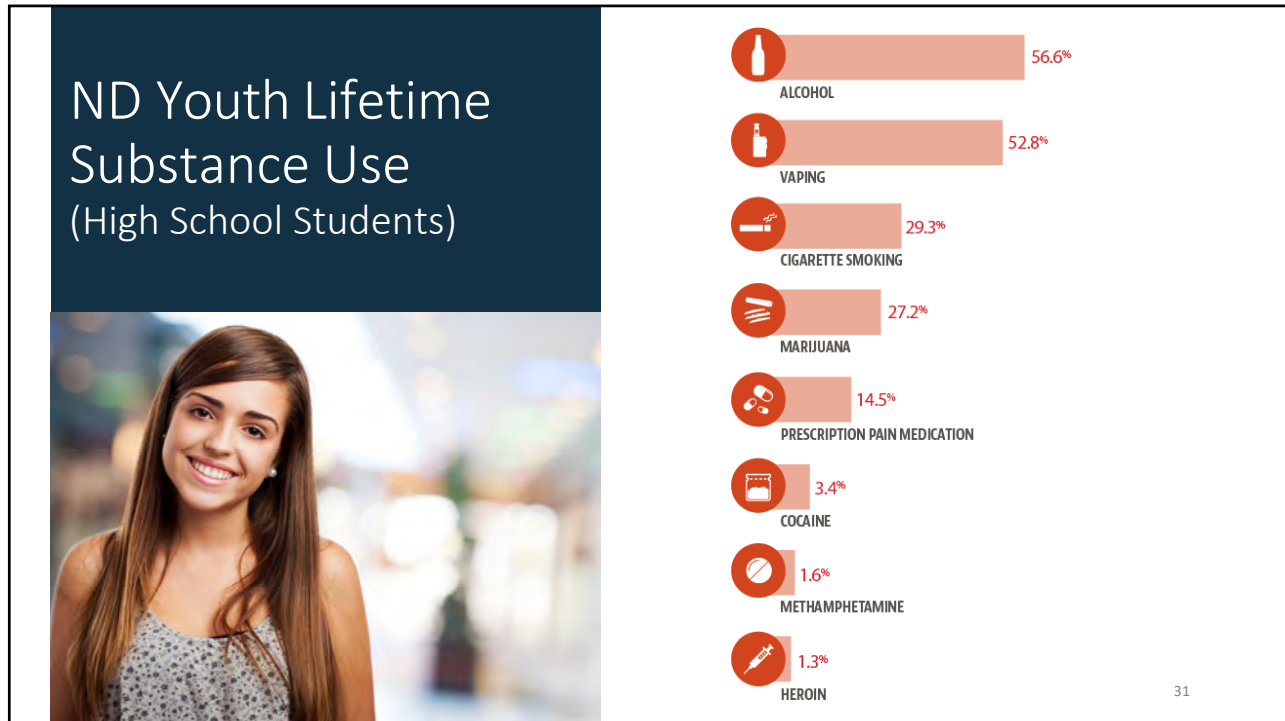 ND Youth Lifetime
Substance Use
(High School Students)
56.6%
ALCOHOL
52.8%
VAPING
29.3%
CIGARETTE SMOKING
27.2%
MARIJUANA
14.5%
PRESCRIPTION PAIN MEDICATION
3.4%
COCAINE
1.6%
METHAMPHETAMINE
1.3%
HEROIN
31